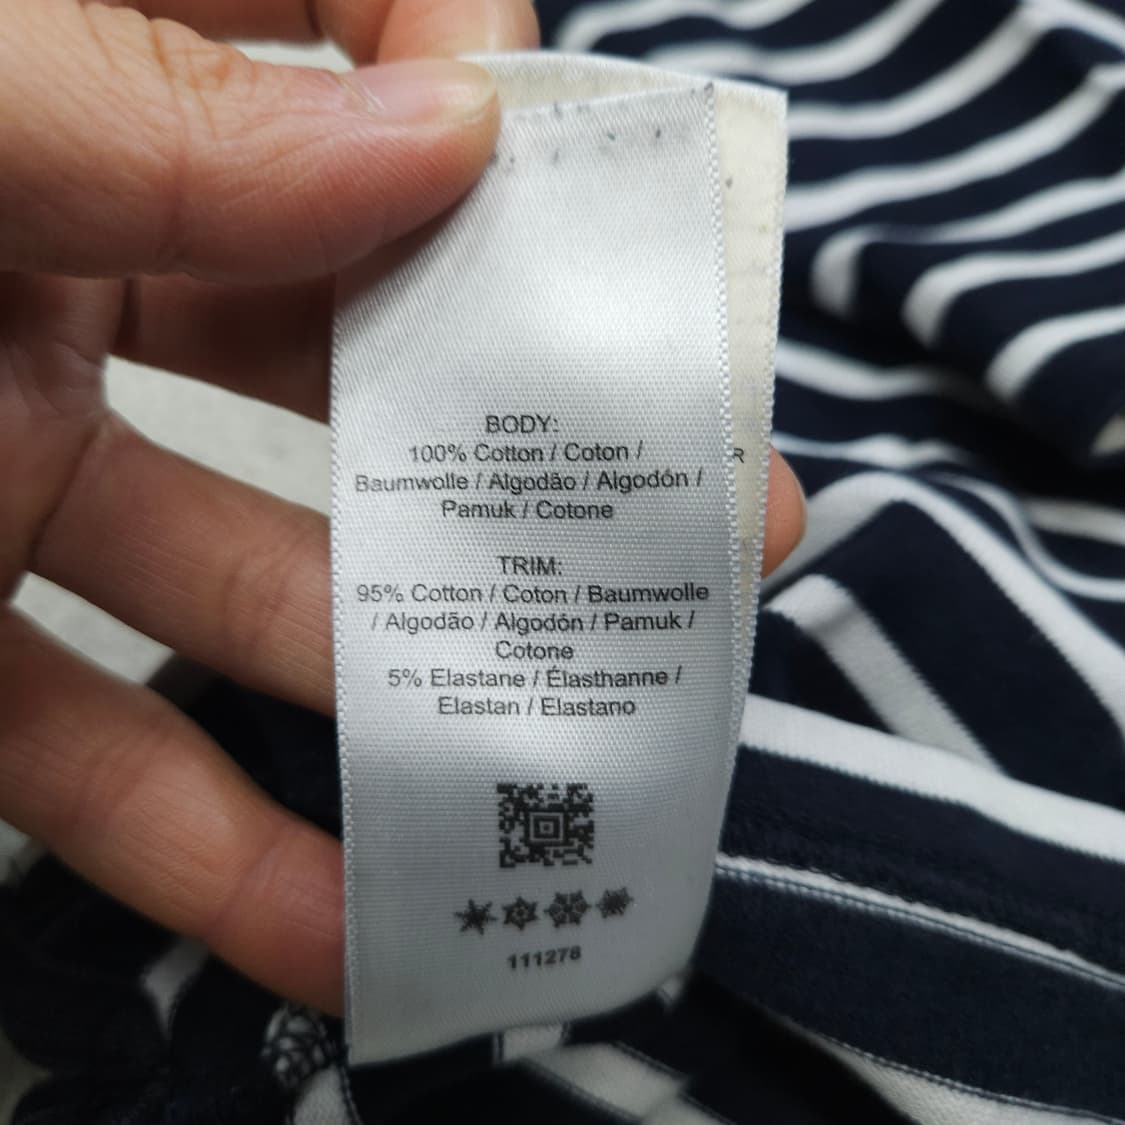 BODY:
100% Cotton / Coton /
Baumwolle / Algodão / Algodón /
Pamuk / Cotone
TRIM:
95% Cotton / Coton / Baumwolle
/ Algodão / Algodón / Pamuk /
Cotone
5% Elastane / Élasthanne /
Elastan / Elastano
111278
R